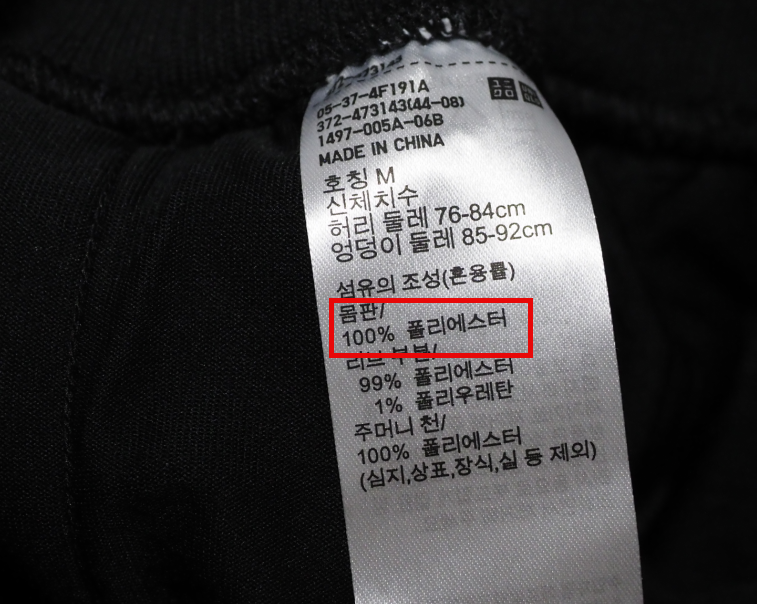 05-37-4F191A
372-473143(44-08)
1497-005A-06B
MADE IN CHINA
호칭 M
신체치수
허리 둘레 76-84cm
엉덩이 둘레 85-92cm
섬유의 조성(혼용률)
몸판/
100% 폴리에스터
리브 부분/
99% 폴리에스터
1% 폴리우레탄
주머니 천/
100% 폴리에스터
(심지,상표,장식,실 등 제외)